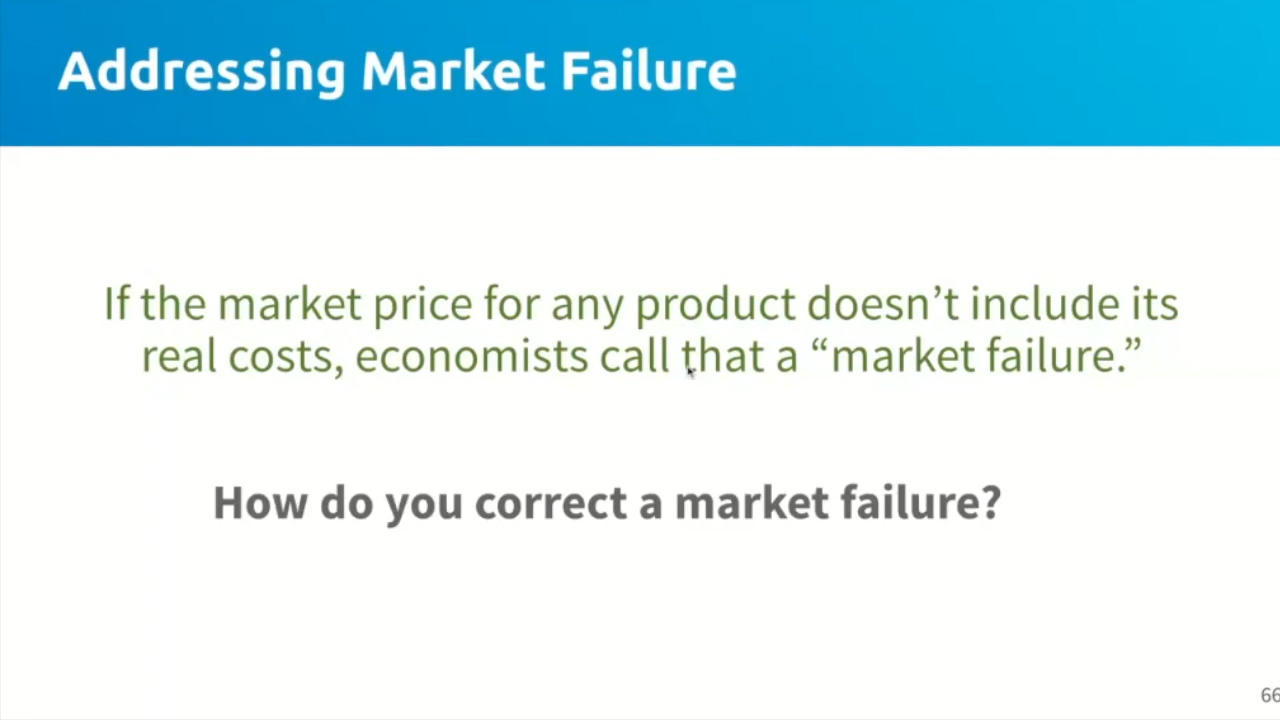 Addressing Market Failure
If the market price for any product doesn’t include its
real costs, economists call that a “market failure.”
How do you correct a market failure?
66